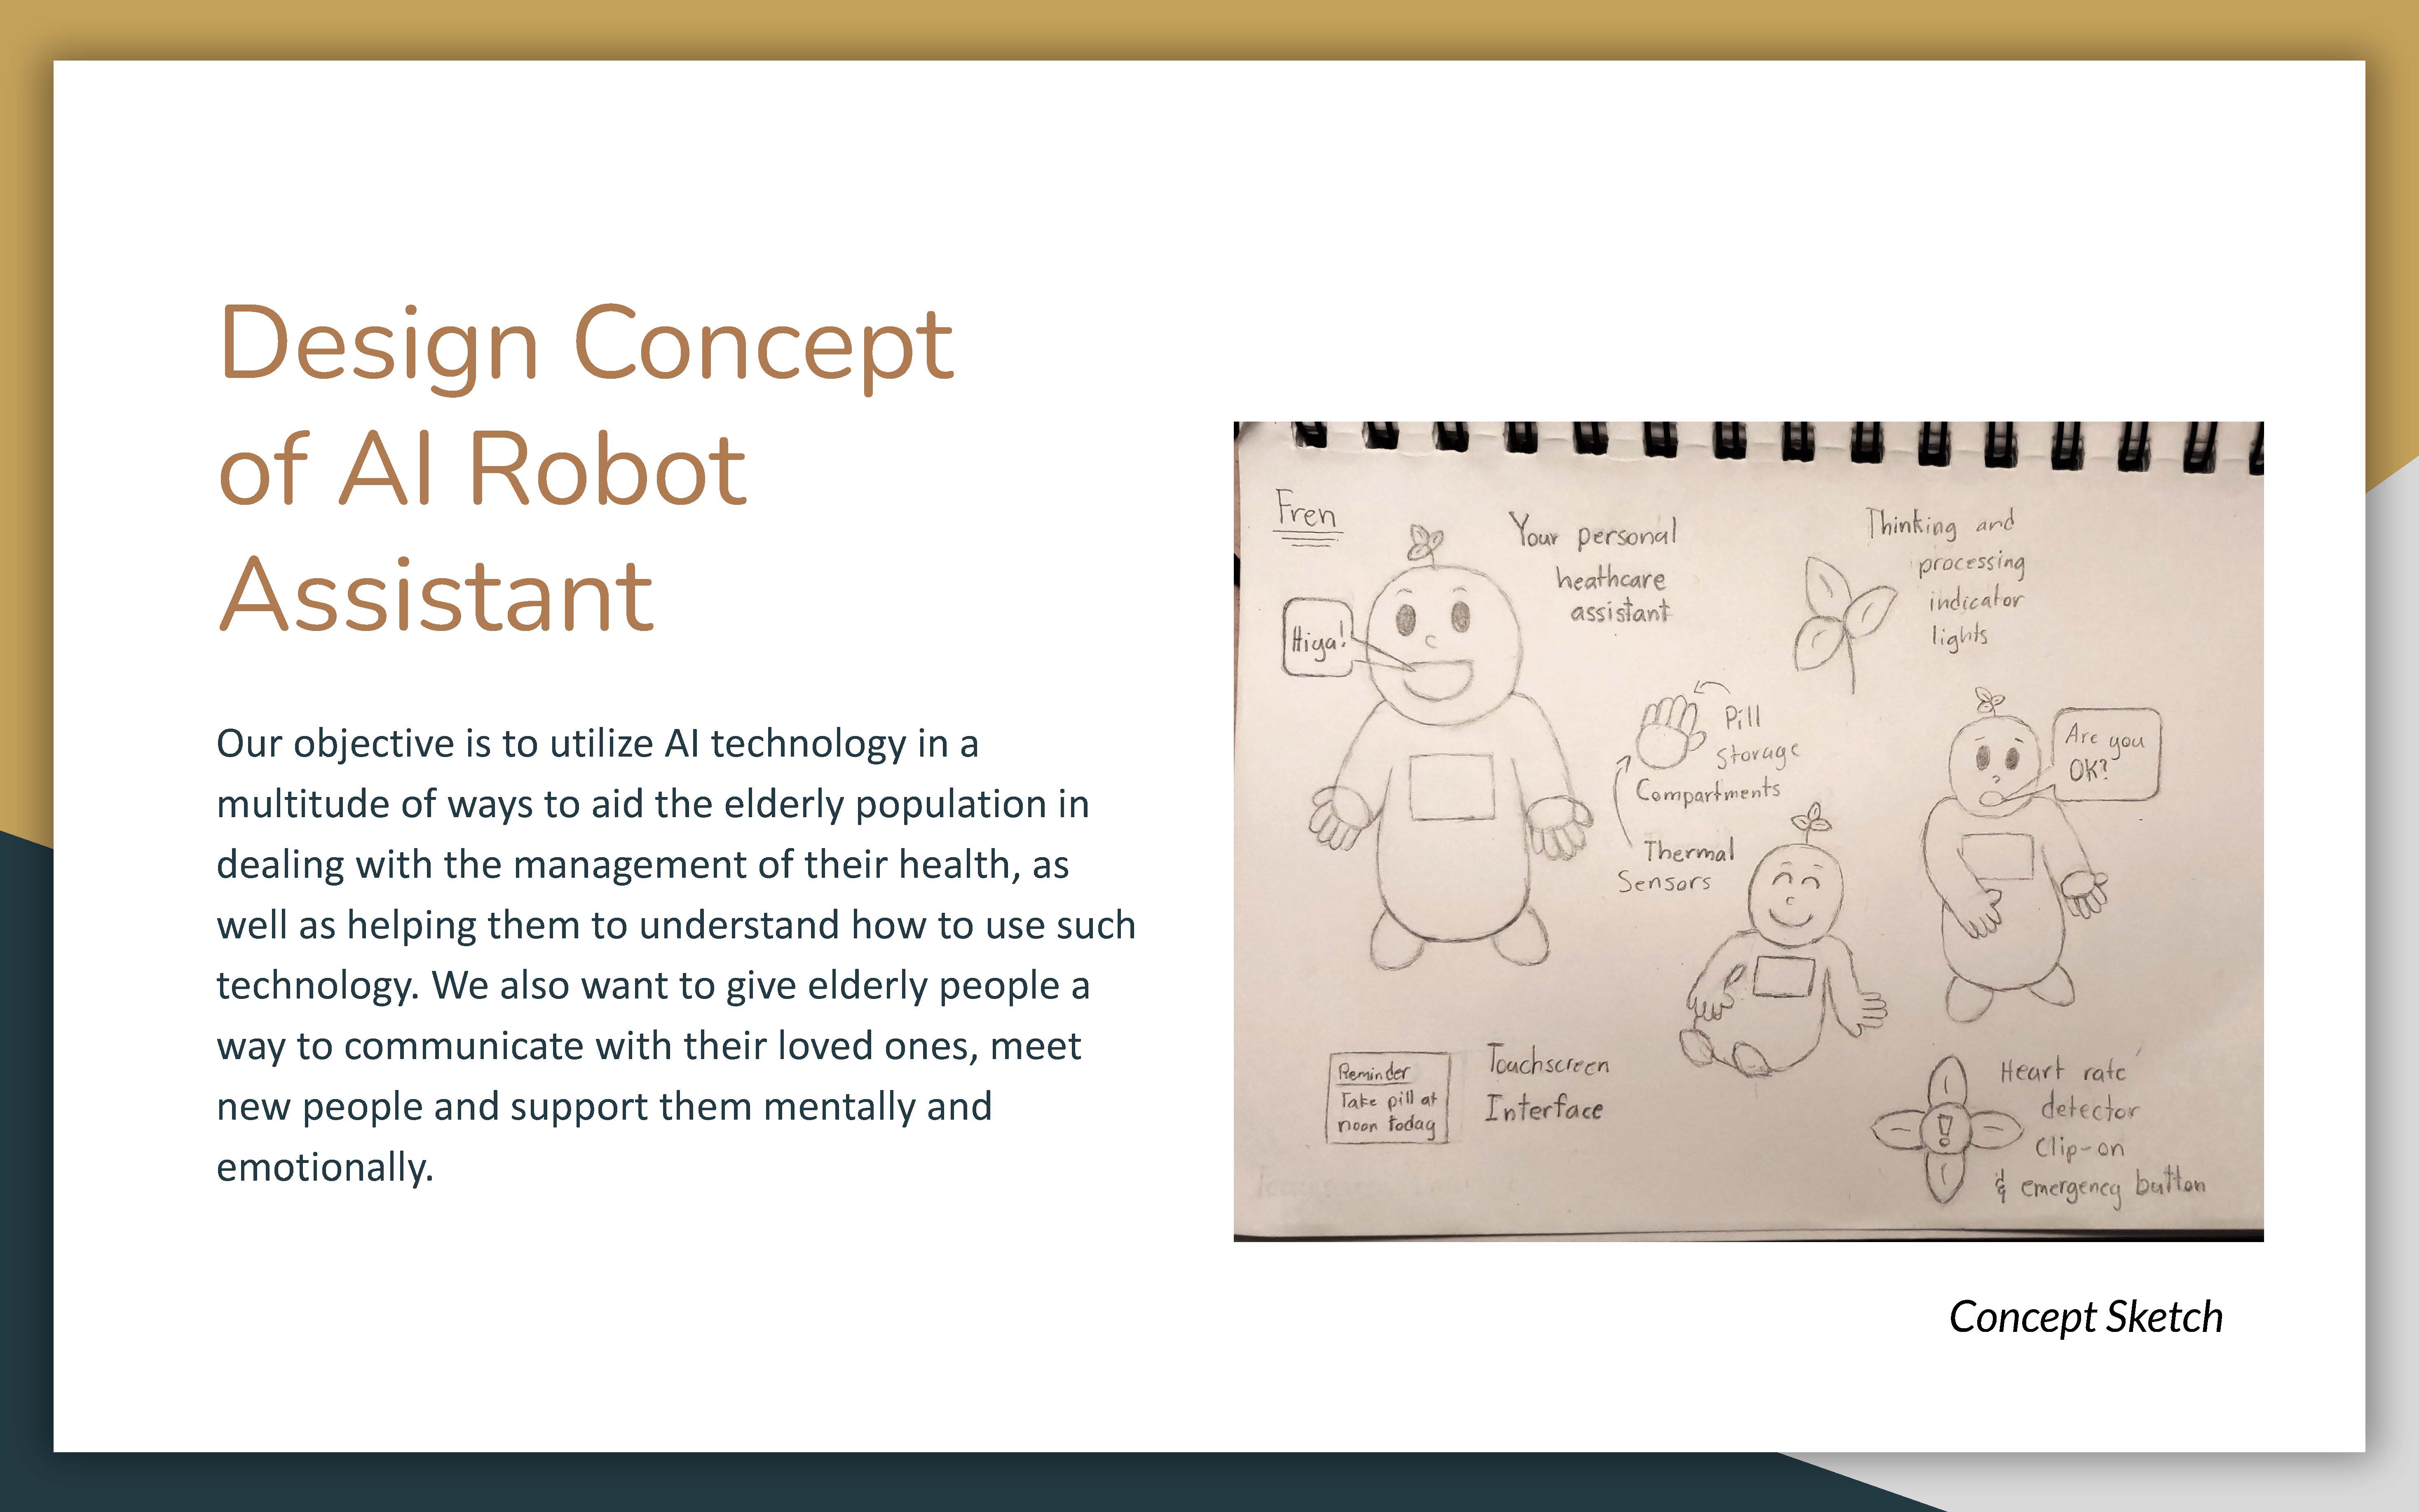 Design Concept
of AI Robot
Assistant
Our objective is to utilize AI technology in a
multitude of ways to aid the elderly population in
dealing with the management of their health, as
well as helping them to understand how to use such
technology. We also want to give elderly people a
way to communicate with their loved ones, meet
new people and support them mentally and
emotionally.
Fren
Higa!
Your personal
heathcare
assistant
Thinking and
processing
indicator
lights
Pill
Storage
Compartments
Thermal
Sensors
Are you
OK?
Reminder
Take pill at
noon today
Touchscreen
Interface
!
Heart rate
detector
Clip-on
& emergency button
Concept Sketch